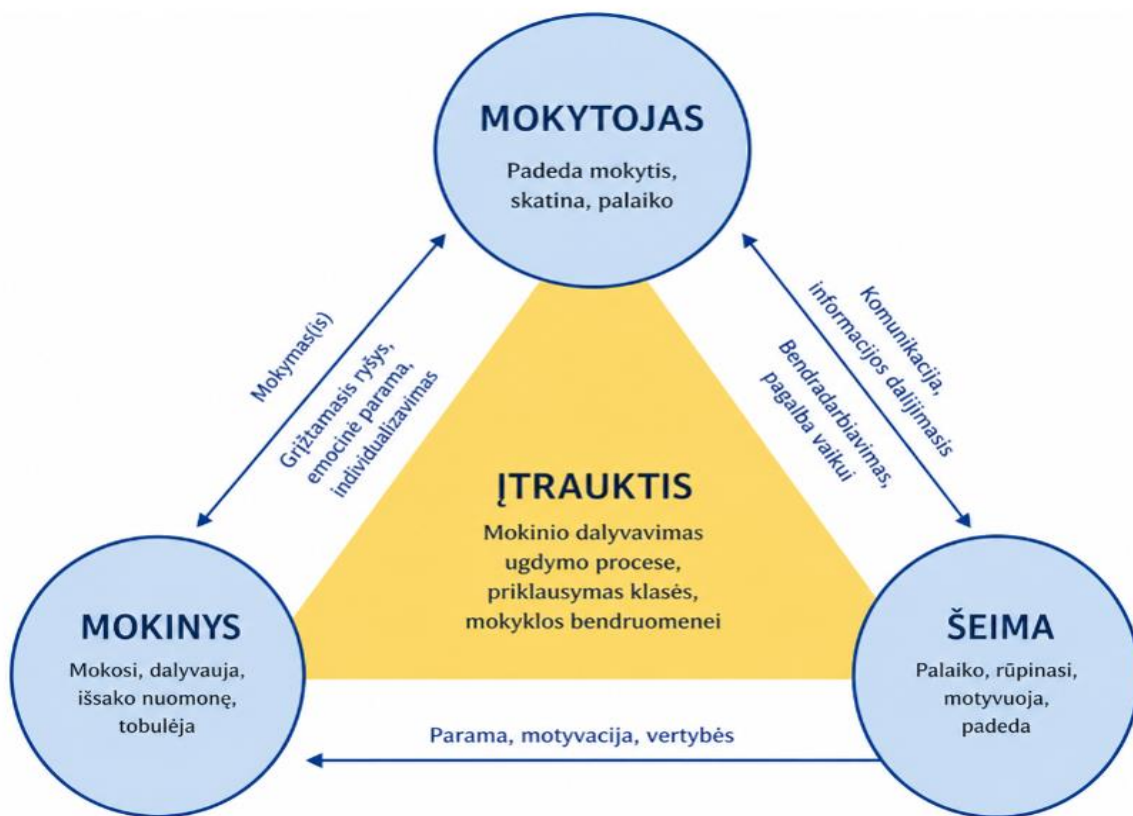 MOKYTOJAS
Padeda mokytis,
skatina, palaiko
Mokymas(is)
Grįžtamasis ryšys,
emocinė parama,
individualizavimas
Komunikacija,
informacijos dalijimasis
Bendradarbiavimas,
pagalba vaikui
ĮTRAUKTIS
Mokinio dalyvavimas
ugdymo procese,
priklausymas klasės,
mokyklos bendruomenei
MOKINYS
Mokosi, dalyvauja,
išsako nuomonę,
tobulėja
ŠEIMA
Palaiko, rūpinasi,
motyvuoja,
padeda
Parama, motyvacija, vertybės